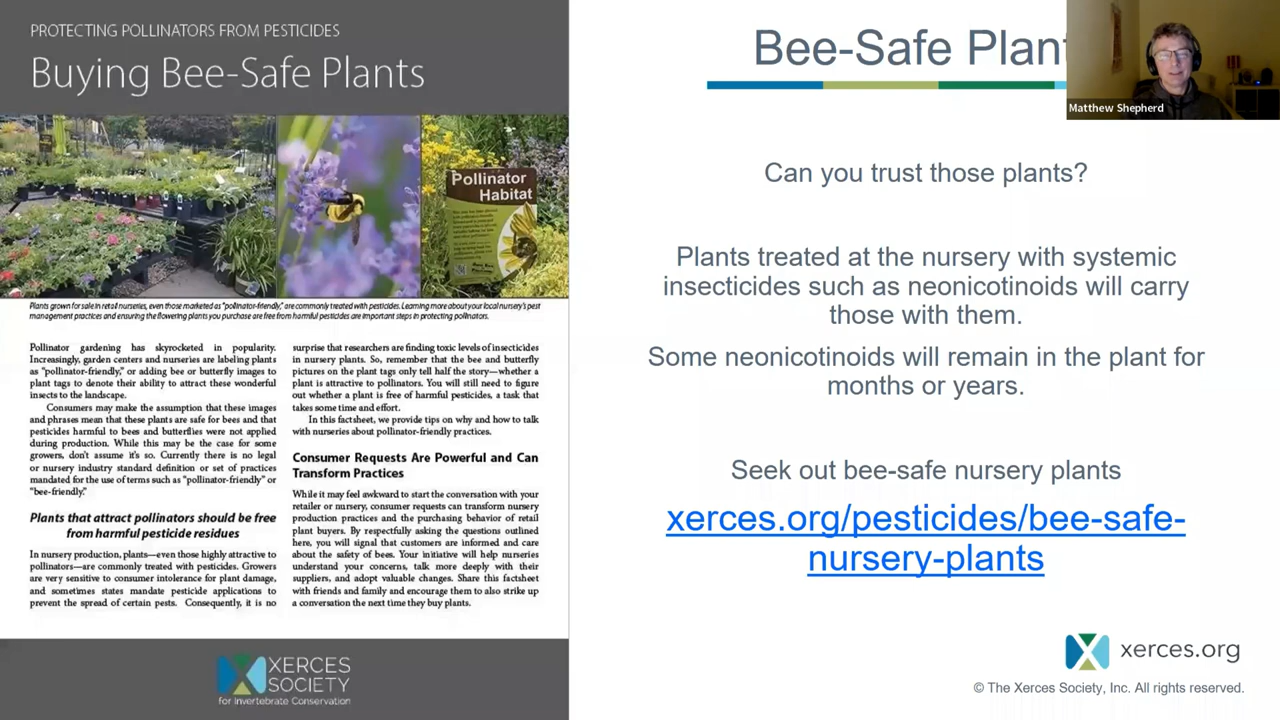 PROTECTING POLLINATORS FROM PESTICIDES
Buying Bee-Safe Plants
Pollinator
Habitat
Plants grown for sale in retail nurseries, even those marketed as "pollinator-friendly," are commonly treated with pesticides. Learning more about your local nursery's pest
management practices and ensuring the flowering plants you purchase are free from harmful pesticides are important steps in protecting pollinators.
Pollinator gardening has skyrocketed in popularity.
Increasingly, garden centers and nurseries are labeling plants
as "pollinator-friendly," or adding bee or butterfly images to
plant tags to denote their ability to attract these wonderful
insects to the landscape.
Consumers may make the assumption that these images
and phrases mean that these plants are safe for bees and that
pesticides harmful to bees and butterflies were not applied
during production. While this may be the case for some
growers, don't assume it's so. Currently there is no legal
or nursery industry standard definition or set of practices
mandated for the use of terms such as "pollinator-friendly" or
"bee-friendly."
Plants that attract pollinators should be free
from harmful pesticide residues
In nursery production, plants—even those highly attractive to
pollinators—are commonly treated with pesticides. Growers
are very sensitive to consumer intolerance for plant damage,
and sometimes states mandate pesticide applications to
prevent the spread of certain pests. Consequently, it is no
surprise that researchers are finding toxic levels of insecticides
in nursery plants. So, remember that the bee and butterfly
pictures on the plant tags only tell half the story—whether a
plant is attractive to pollinators. You will still need to figure
out whether a plant is free of harmful pesticides, a task that
takes some time and effort.
In this factsheet, we provide tips on why and how to talk
with nurseries about pollinator-friendly practices.
Consumer Requests Are Powerful and Can
Transform Practices
While it may feel awkward to start the conversation with your
retailer or nursery, consumer requests can transform nursery
production practices and the purchasing behavior of retail
plant buyers. By respectfully asking the questions outlined
here, you will signal that customers are informed and care
about the safety of bees. Your initiative will help nurseries
understand your concerns, talk more deeply with their
suppliers, and adopt valuable changes. Share this factsheet
with friends and family and encourage them to also strike up
a conversation the next time they buy plants.
XERCES
SOCIETY
for Invertebrate Conservation
Bee-Safe Plant
Matthew Shepherd
Can you trust those plants?
Plants treated at the nursery with systemic
insecticides such as neonicotinoids will carry
those with them.
Some neonicotinoids will remain in the plant for
months or years.
Seek out bee-safe nursery plants
xerces.org/pesticides/bee-safe-
nursery-plants
xerces.org
© The Xerces Society, Inc. All rights reserved.